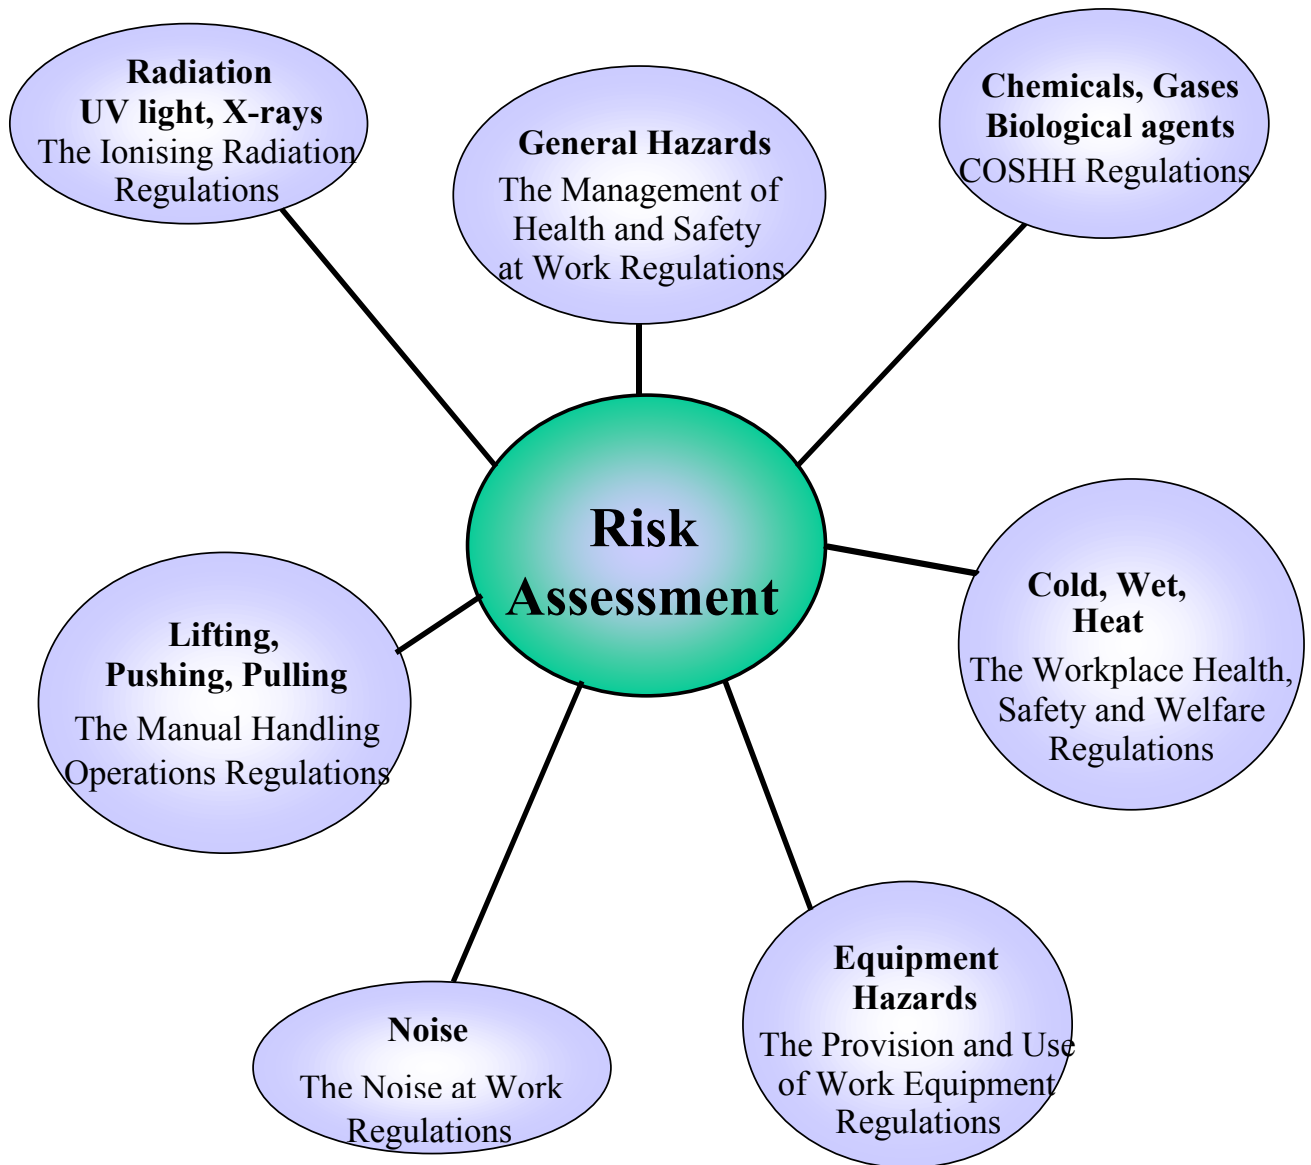 Radiation
UV light, X-rays
The Ionising Radiation
Regulations
General Hazards
The Management of
Health and Safety
at Work Regulations
Chemicals, Gases
Biological agents
COSHH Regulations
Risk
Assessment
Cold, Wet,
Heat
The Workplace Health,
Safety and Welfare
Regulations
Lifting,
Pushing, Pulling
The Manual Handling
Operations Regulations
Equipment
Hazards
The Provision and Use
of Work Equipment
Regulations
Noise
The Noise at Work
Regulations